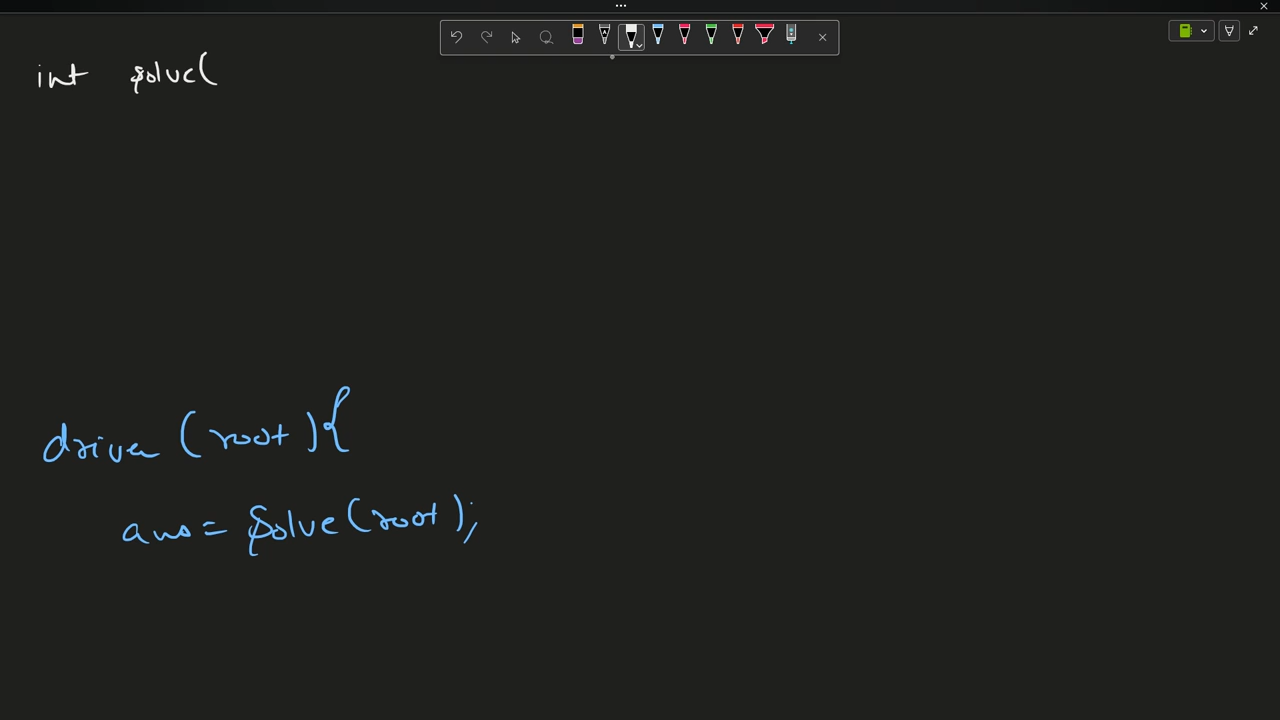 int solve(
driver (root){
ans = solve(root);